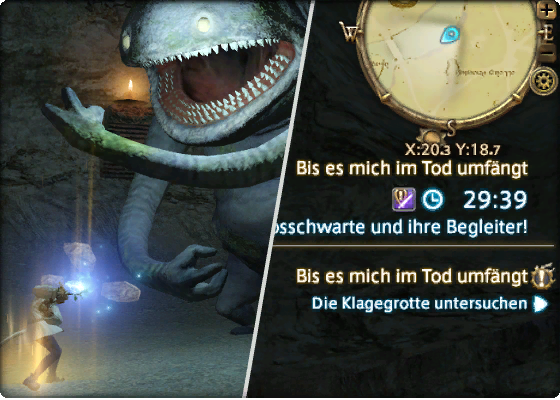 W
E
S
X:20.3 Y:18.7
Bis es mich im Tod umfängt
29:39
osschwarte und ihre Begleiter!
Bis es mich im Tod umfängt
Die Klagegrotte untersuchen